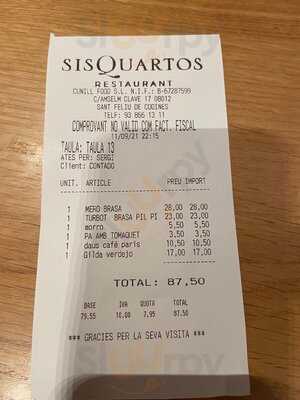 SISQUARTOS
RESTAURANT
CUNILL FOOD S.L. N.I.F.: B-67287599
C/AMSELM CLAVE 17 08012
SANT FELIU DE CODINES
TELF: 93 866 13 11
COMPROVANT NO VALID COM FACT. FISCAL
11/09/21 22:15
TAULA: TAULA 13
ATES PER: SERGI
Client: CONTADO
UNIT. ARTICLE PREU IMPORT
1 MERO BRASA 28,00 28,00
1 TURBOT BRASA PIL PI 23,00 23,00
1 morro 5,50 5,50
1 PA AMB TOMAQUET 3,50 3,50
1 daus café paris 10,50 10,50
1 Gilda verdejo 17,00 17,00
TOTAL: 87,50
BASE IVA QUOTA TOTAL
79.55 10.00 7.95 87.50
*** GRACIES PER LA SEVA VISITA ***